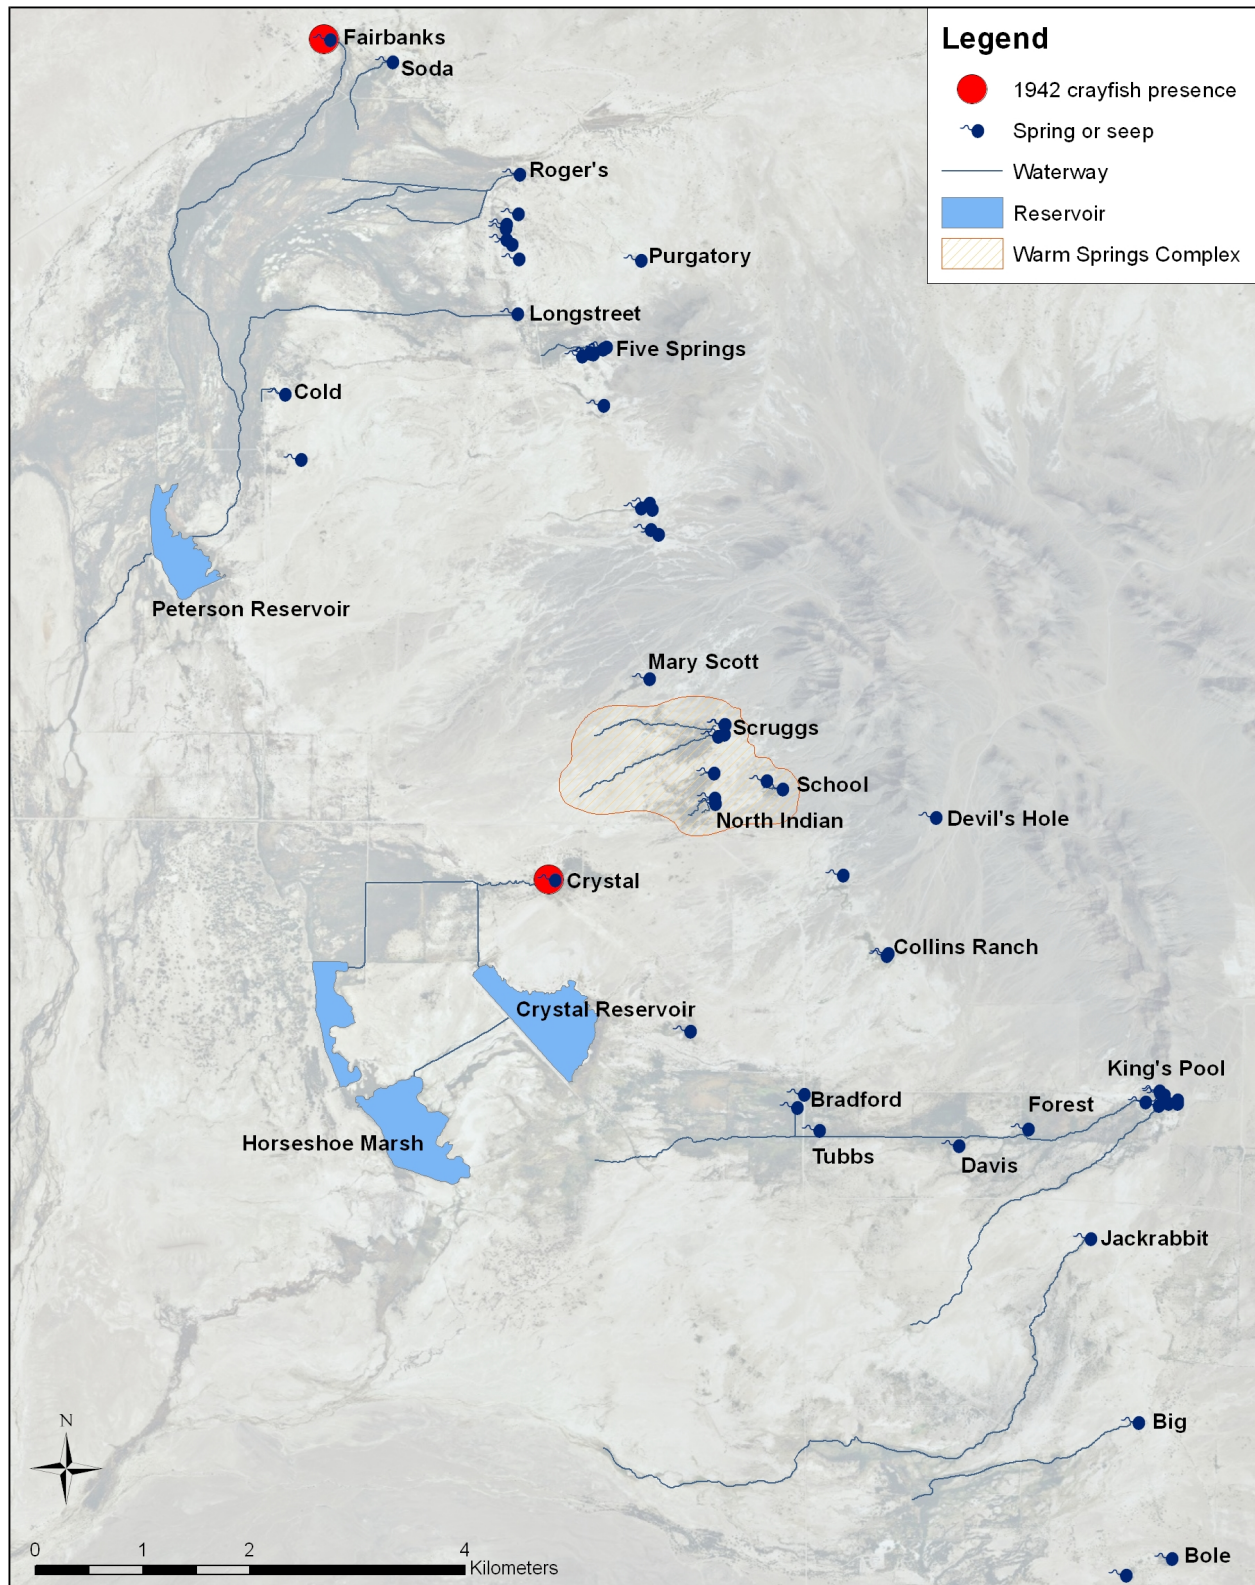 Fairbanks
Soda
Legend
1942 crayfish presence
Spring or seep
Waterway
Reservoir
Warm Springs Complex
Roger's
Purgatory
Longstreet
Five Springs
Cold
Peterson Reservoir
Mary Scott
Scruggs
School
North Indian
Devil's Hole
Crystal
Collins Ranch
Crystal Reservoir
King's Pool
Bradford
Forest
Horseshoe Marsh
Tubbs
Davis
Jackrabbit
Big
N
0 1 2 4
Kilometers
Bole